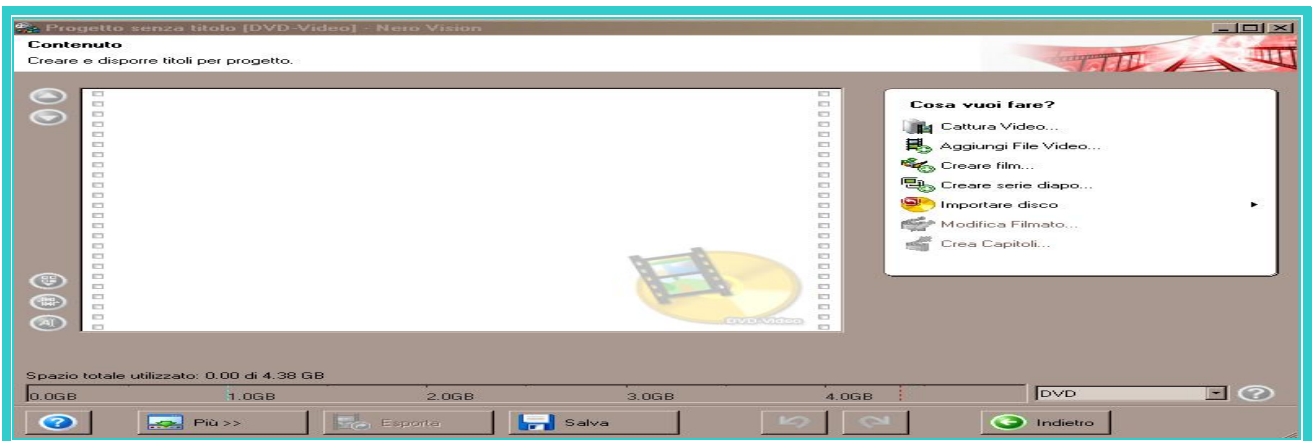 Progetto senza titolo [DVD-Video] - Nero Vision
Contenuto
Creare e disporre titoli per progetto.
Cosa vuoi fare?
Cattura Video...
Aggiungi File Video...
Creare film...
Creare serie diapo...
Importare disco
Modifica Filmato...
Crea Capitoli...
DVD-Video
Spazio totale utilizzato: 0.00 di 4.38 GB
0.0GB 1.0GB 2.0GB 3.0GB 4.0GB DVD
Più >> Esporta Salva Indietro